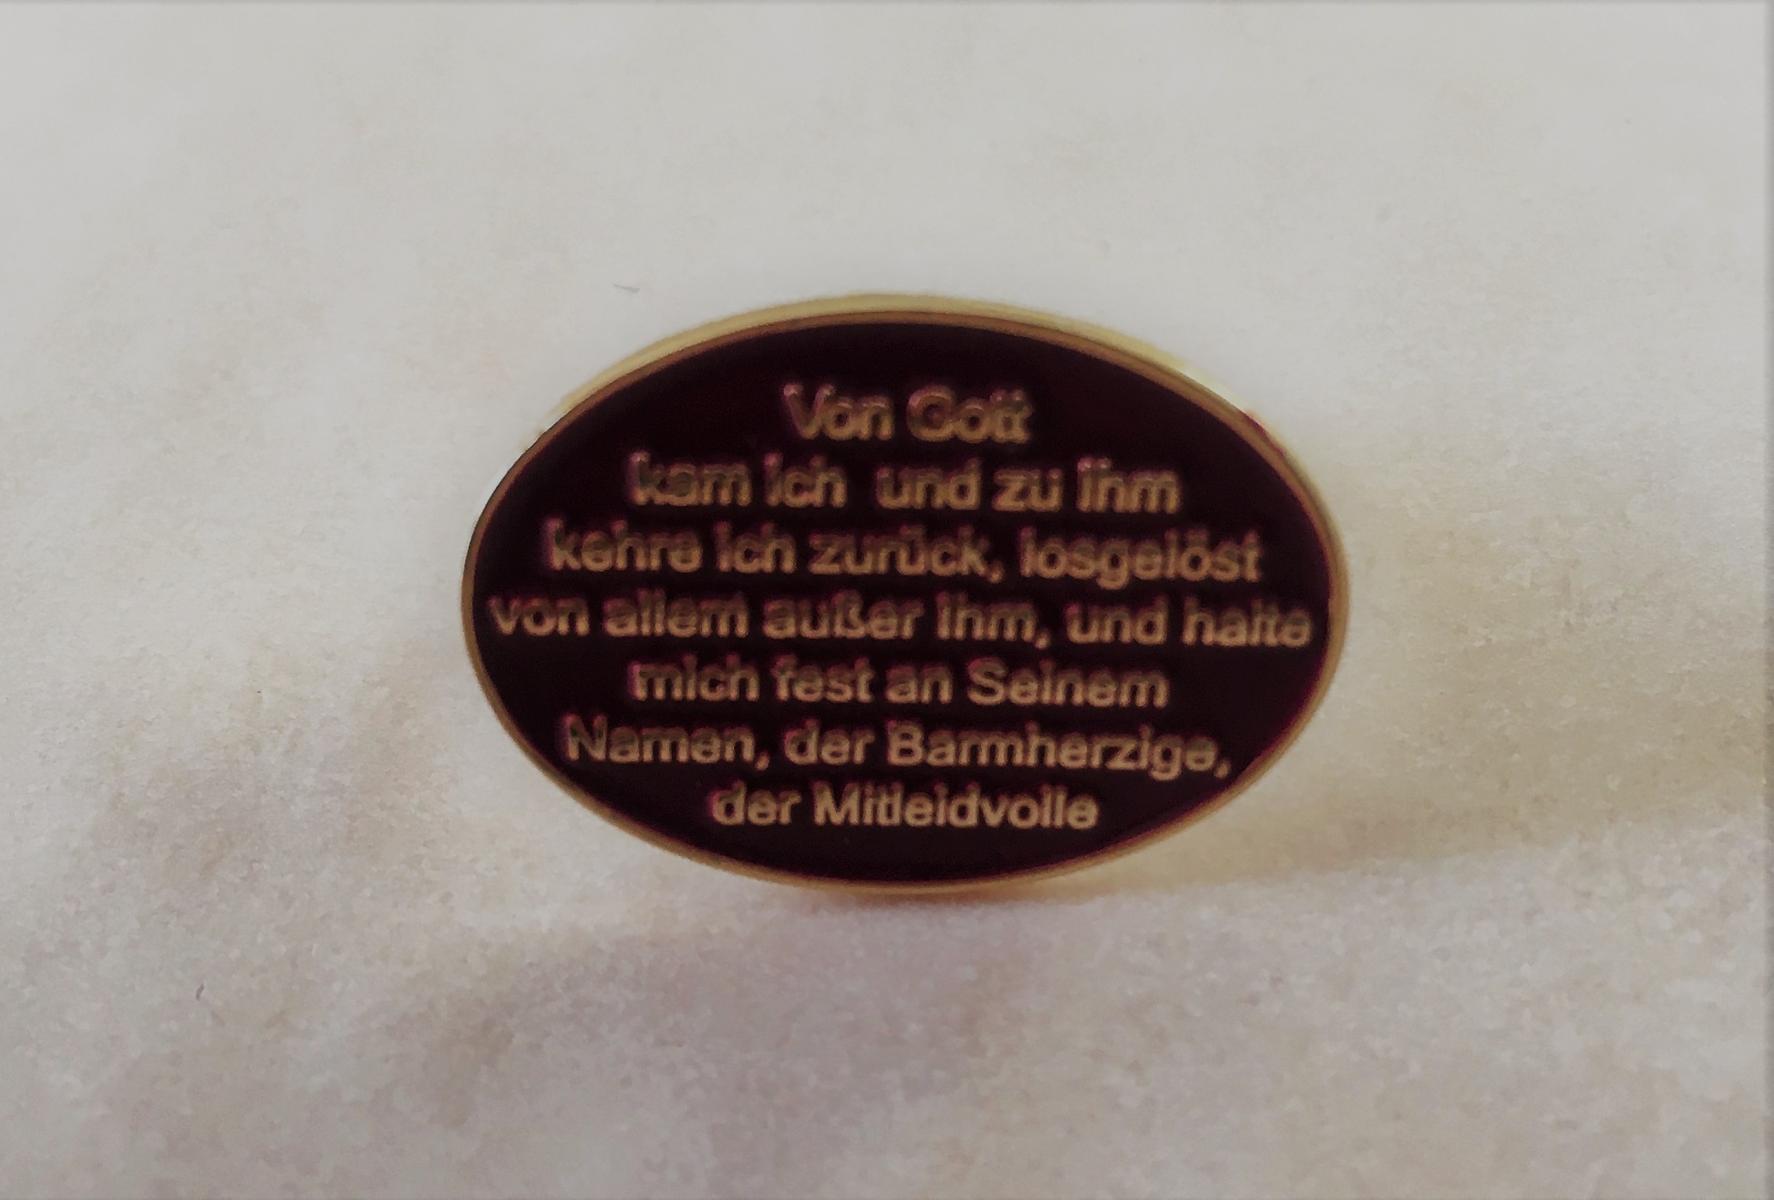 Von Gott
kam ich und zu Ihm
kehre ich zurück, losgelöst
von allem außer Ihm, und halte
mich fest an Seinem
Namen, der Barmherzige,
der Mitleidvolle